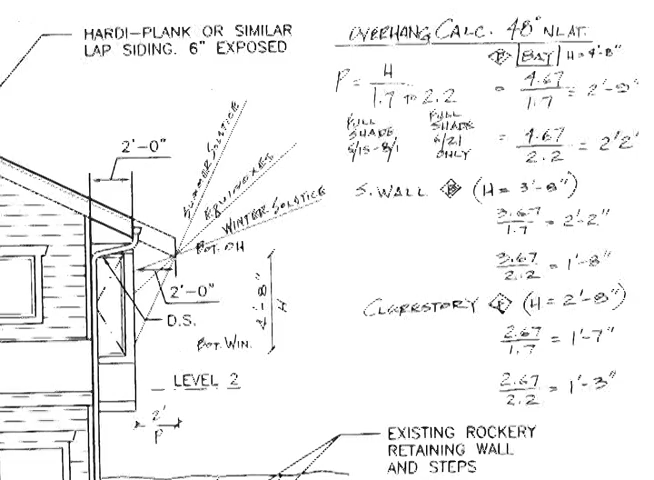 HARDI-PLANK OR SIMILAR
LAP SIDING. 6" EXPOSED
OVERHANG CALC. 48° N LAT.
BAY H=4'-8"
P = H / 1.7 TO 2.2
FULL SHADE 5/15-8/1
FULL SHADE 6/21 ONLY
= 4.67 / 1.7 = 2'-9"
= 4.67 / 2.2 = 2'2"
S. WALL (H = 3'-8")
3.67 / 1.7 = 2'-2"
3.67 / 2.2 = 1'-8"
CLERESTORY (H = 2'-8")
2.67 / 1.7 = 1'-7"
2.67 / 2.2 = 1'-3"
2'-0"
SUMMER SOLSTICE
EQUINOXES
WINTER SOLSTICE
BOT. OH
2'-0"
4'-8"
H
D.S.
BOT. WIN.
LEVEL 2
2'
P
EXISTING ROCKERY
RETAINING WALL
AND STEPS